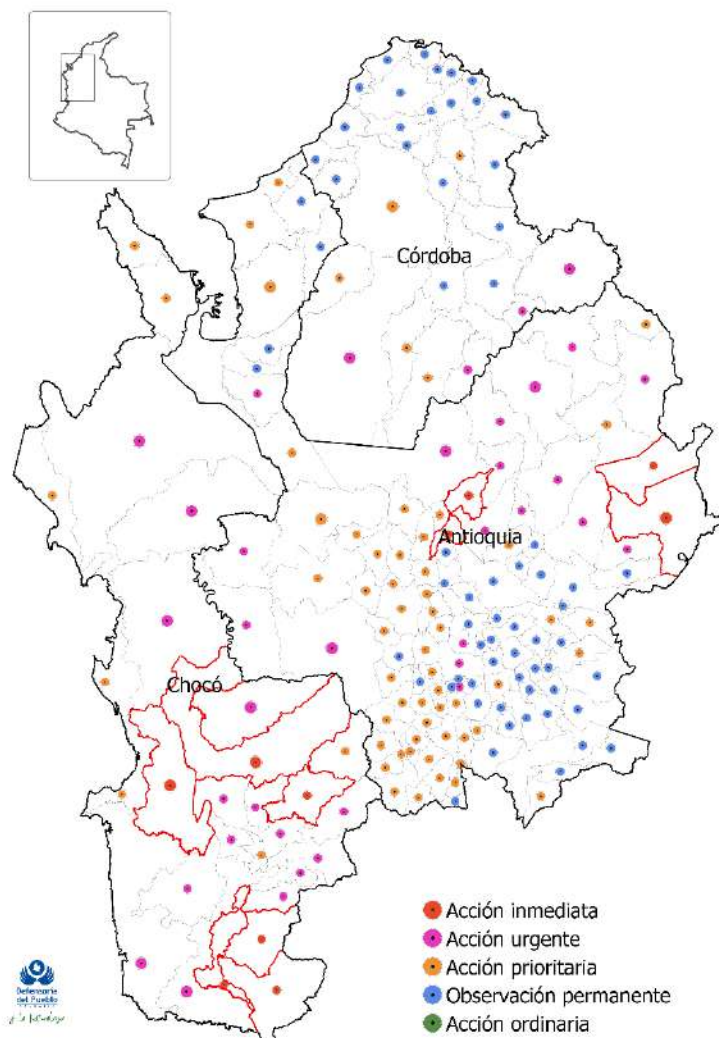 Córdoba
Antioquia
Chocó
Acción inmediata
Acción urgente
Acción prioritaria
Observación permanente
Acción ordinaria
Defensoría
del Pueblo